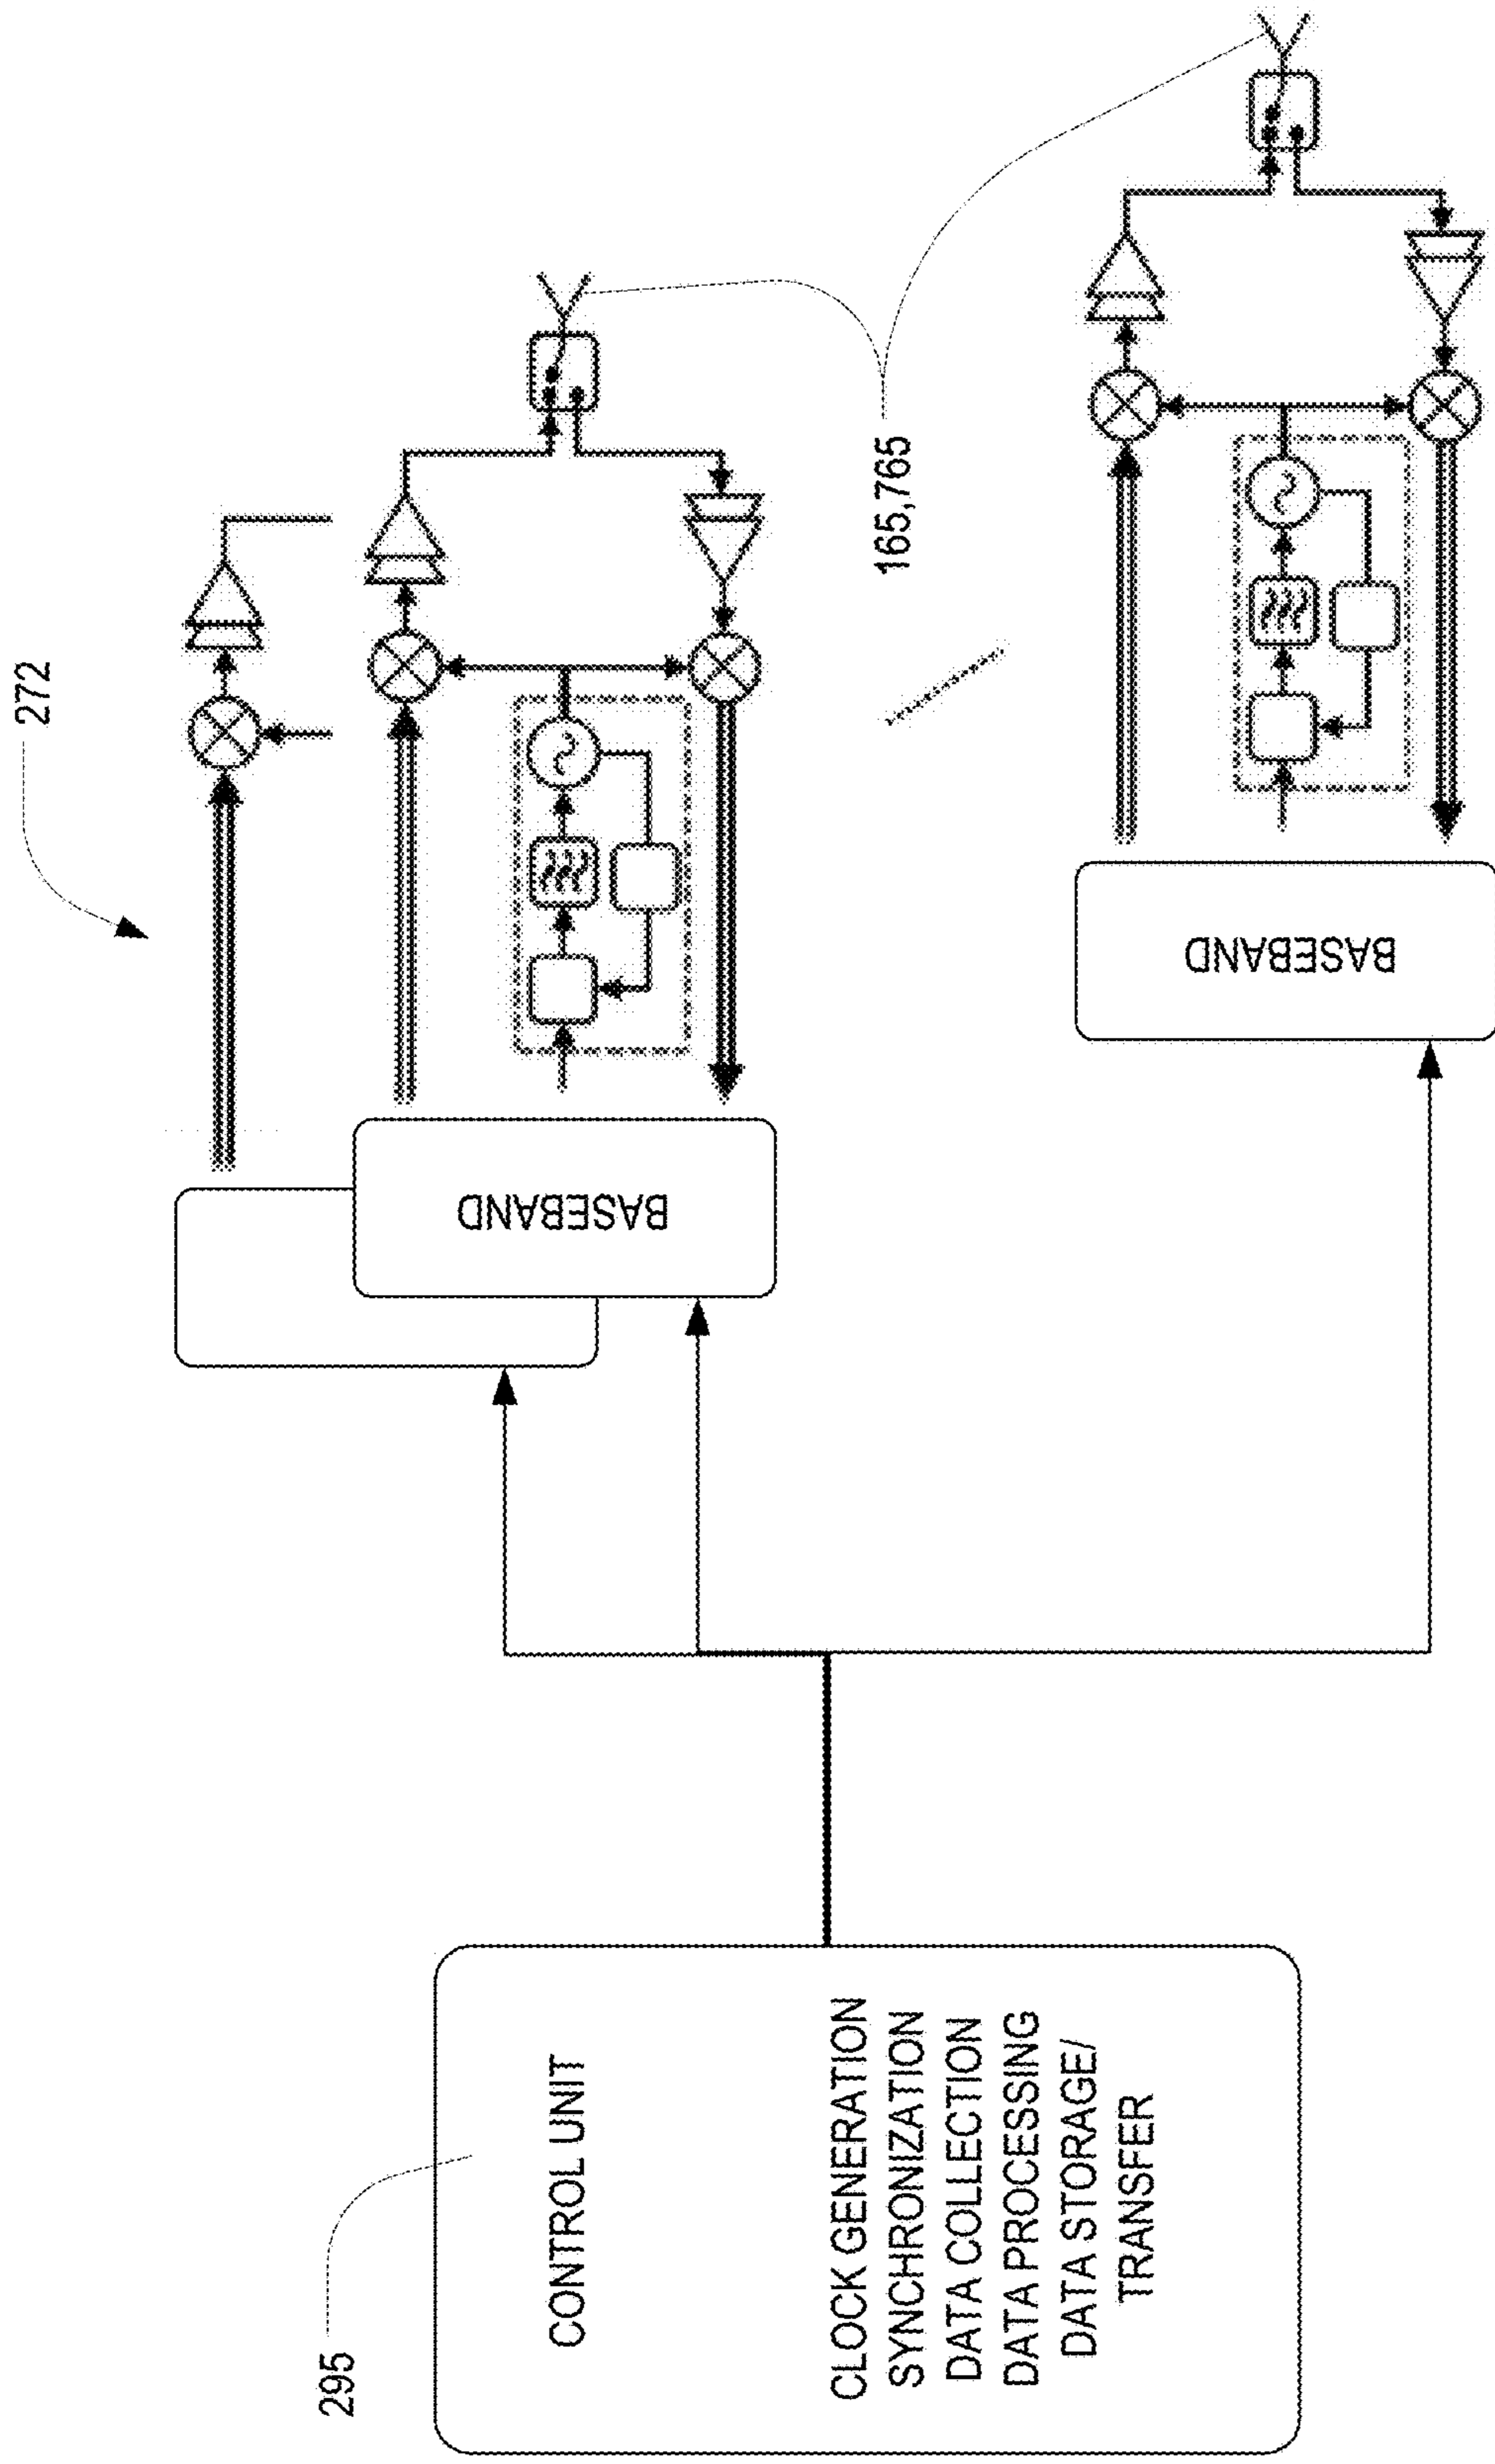 272
165,765
BASEBAND
BASEBAND
295
CONTROL UNIT
CLOCK GENERATION
SYNCHRONIZATION
DATA COLLECTION
DATA PROCESSING
DATA STORAGE/
TRANSFER